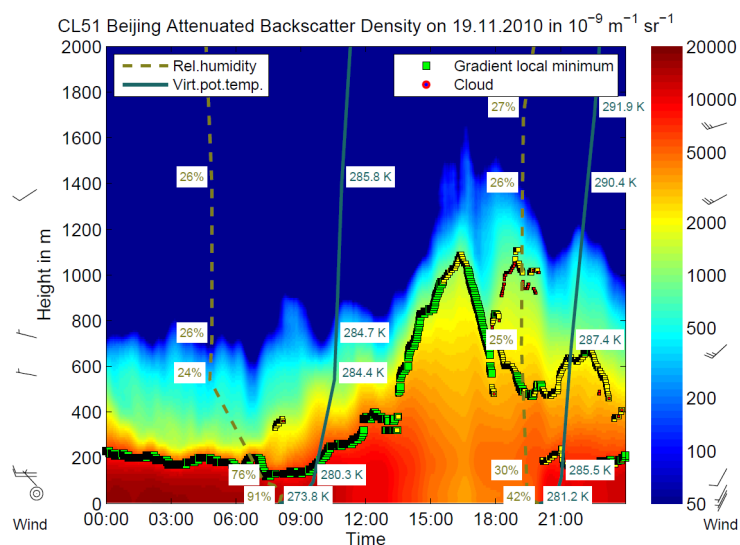 CL51 Beijing Attenuated Backscatter Density on 19.11.2010 in 10⁻⁹ m⁻¹ sr⁻¹
Rel.humidity
Virt.pot.temp.
Gradient local minimum
Cloud
Height in m
2000
1800
1600
1400
1200
1000
800
600
400
200
0
27%
291.9 K
26%
285.8 K
26%
290.4 K
26%
284.7 K
25%
287.4 K
24%
284.4 K
76%
280.3 K
30%
285.5 K
91%
273.8 K
42%
281.2 K
20000
10000
5000
2000
1000
500
200
100
50
00:00 03:00 06:00 09:00 12:00 15:00 18:00 21:00
Wind
Time
Wind